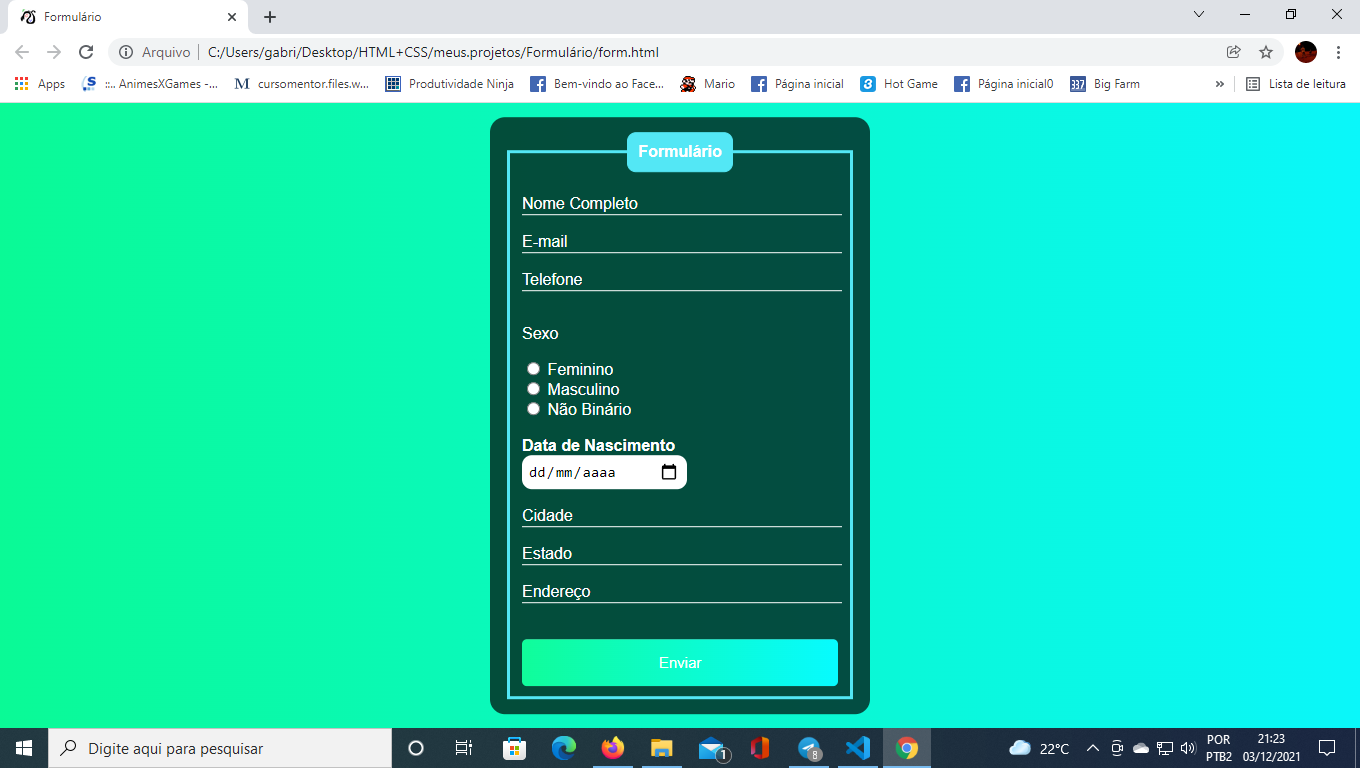 Formulário
Arquivo C:/Users/gabri/Desktop/HTML+CSS/meus.projetos/Formulário/form.html
Apps S ::.. AnimesXGames -... M cursomentor.files.w... Produtividade Ninja Bem-vindo ao Face... Mario Página inicial Hot Game Página inicial0 337 Big Farm » Lista de leitura
Formulário
Nome Completo
E-mail
Telefone
Sexo
Feminino
Masculino
Não Binário
Data de Nascimento
dd/mm/aaaa
Cidade
Estado
Endereço
Enviar
Digite aqui para pesquisar 1 8 22°C POR 21:23
PTB2 03/12/2021